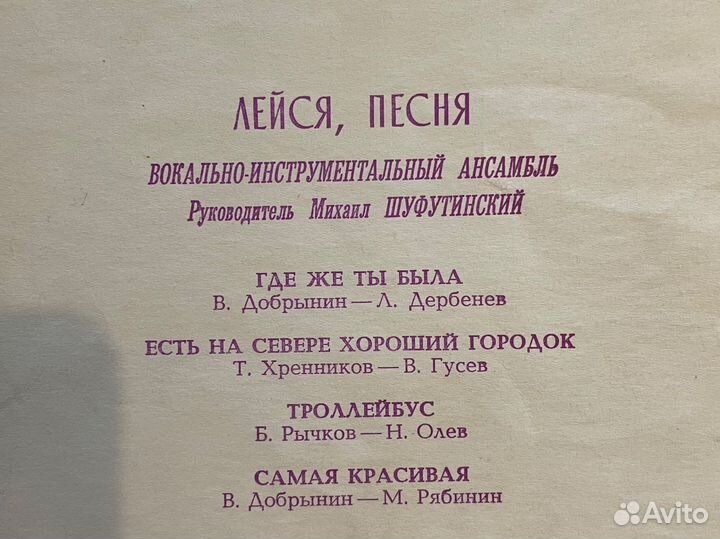 ЛЕЙСЯ, ПЕСНЯ
ВОКАЛЬНО-ИНСТРУМЕНТАЛЬНЫЙ АНСАМБЛЬ
Руководитель Михаил ШУФУТИНСКИЙ
ГДЕ ЖЕ ТЫ БЫЛА
В. Добрынин — Л. Дербенев
ЕСТЬ НА СЕВЕРЕ ХОРОШИЙ ГОРОДОК
Т. Хренников — В. Гусев
ТРОЛЛЕЙБУС
Б. Рычков — Н. Олев
САМАЯ КРАСИВАЯ
В. Добрынин — М. Рябинин
Avito